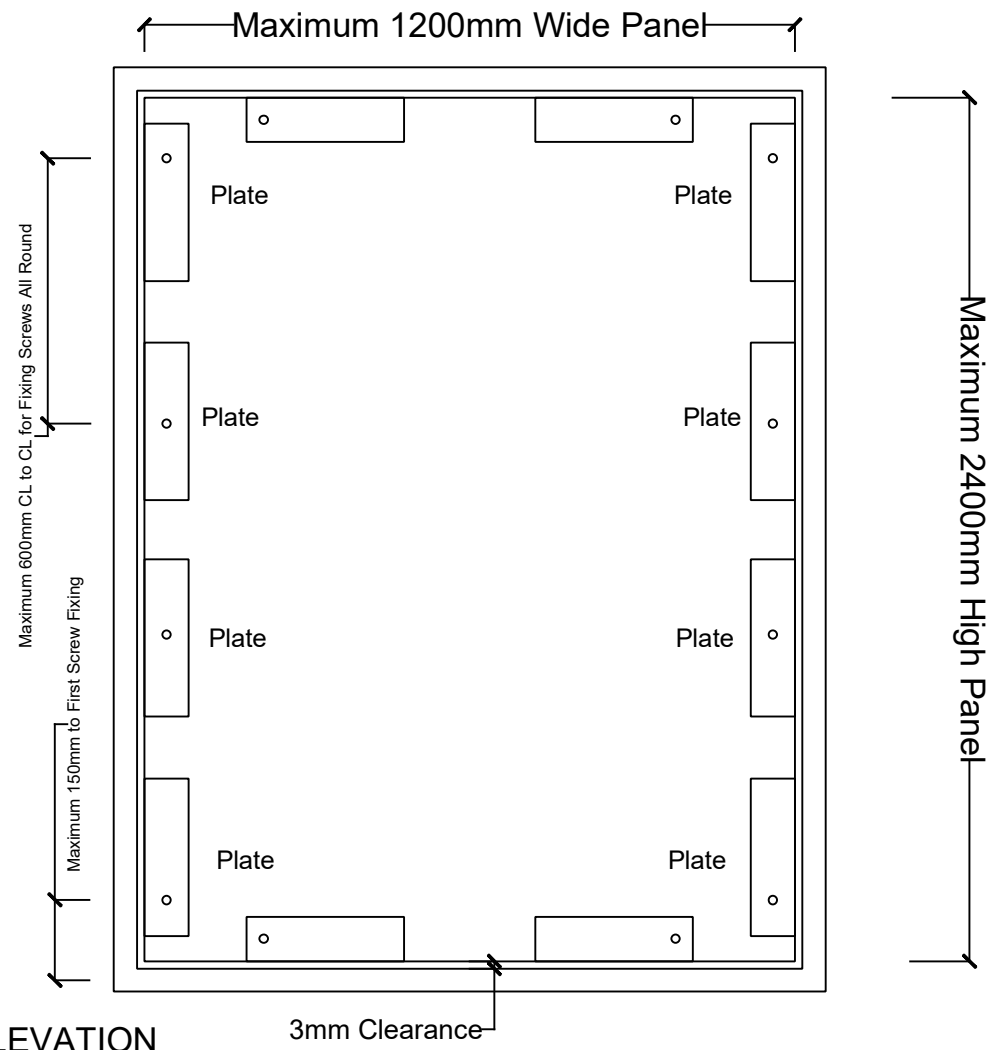 Maximum 1200mm Wide Panel
Plate
Plate
Maximum 600mm CL to CL for Fixing Screws All Round
Maximum 2400mm High Panel
Plate
Plate
Maximum 150mm to First Screw Fixing
Plate
Plate
Plate
Plate
3mm Clearance
LEVATION